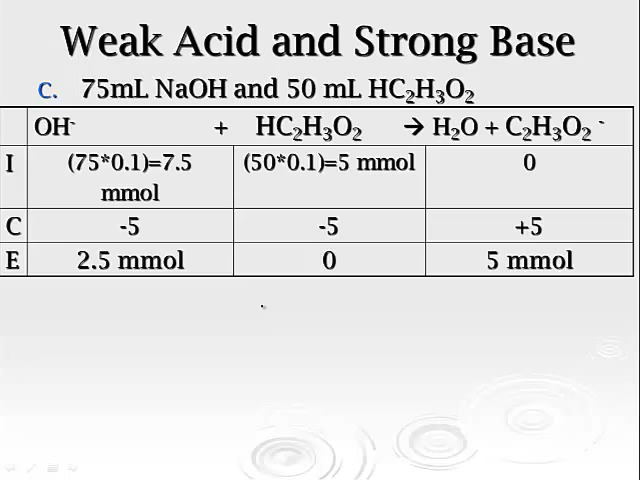 Weak Acid and Strong Base
C. 75mL NaOH and 50 mL HC₂H₃O₂
OH⁻ + HC₂H₃O₂ → H₂O + C₂H₃O₂ ⁻
I (75*0.1)=7.5 mmol (50*0.1)=5 mmol 0
C -5 -5 +5
E 2.5 mmol 0 5 mmol